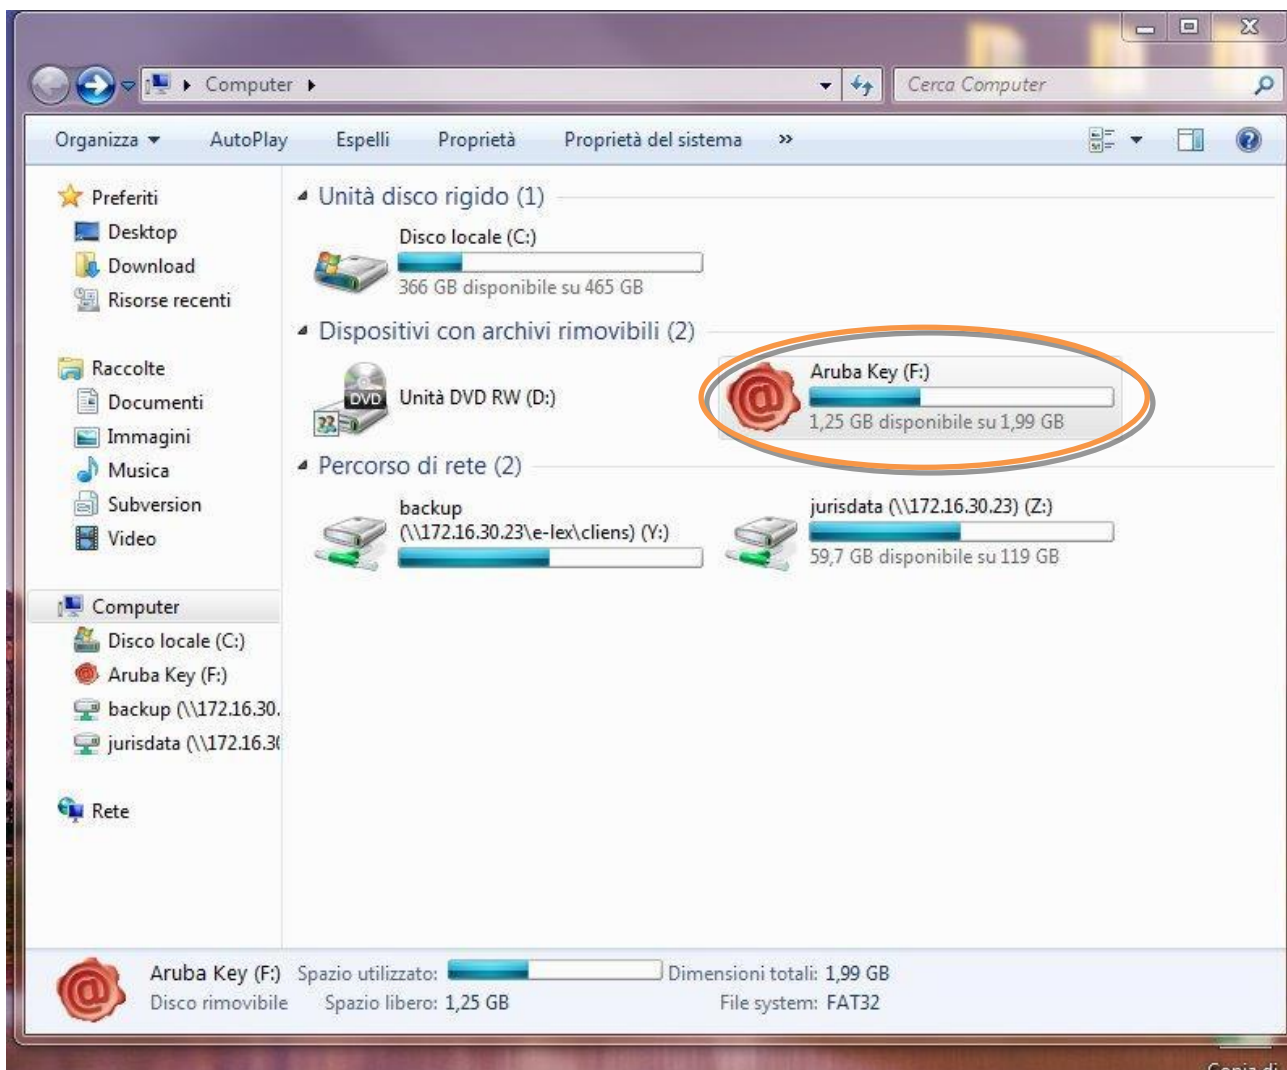 Computer
Cerca Computer
Organizza
AutoPlay
Espelli
Proprietà
Proprietà del sistema
»
Preferiti
Desktop
Download
Risorse recenti
Raccolte
Documenti
Immagini
Musica
Subversion
Video
Computer
Disco locale (C:)
Aruba Key (F:)
backup (\\172.16.30.
jurisdata (\\172.16.30
Rete
Unità disco rigido (1)
Disco locale (C:)
366 GB disponibile su 465 GB
Dispositivi con archivi rimovibili (2)
DVD
Unità DVD RW (D:)
Aruba Key (F:)
1,25 GB disponibile su 1,99 GB
Percorso di rete (2)
backup
(\\172.16.30.23\e-lex\cliens) (Y:)
jurisdata (\\172.16.30.23) (Z:)
59,7 GB disponibile su 119 GB
Aruba Key (F:) Spazio utilizzato: Dimensioni totali: 1,99 GB
Disco rimovibile Spazio libero: 1,25 GB File system: FAT32